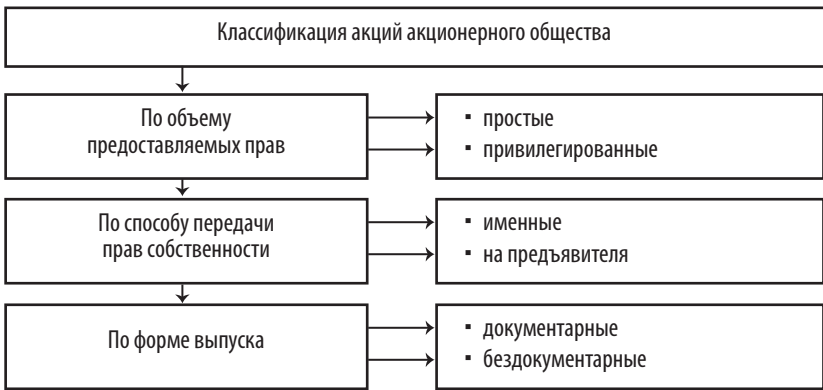 Классификация акций акционерного общества
По объему
предоставляемых прав
▪ простые
▪ привилегированные
По способу передачи
прав собственности
▪ именные
▪ на предъявителя
По форме выпуска
▪ документарные
▪ бездокументарные